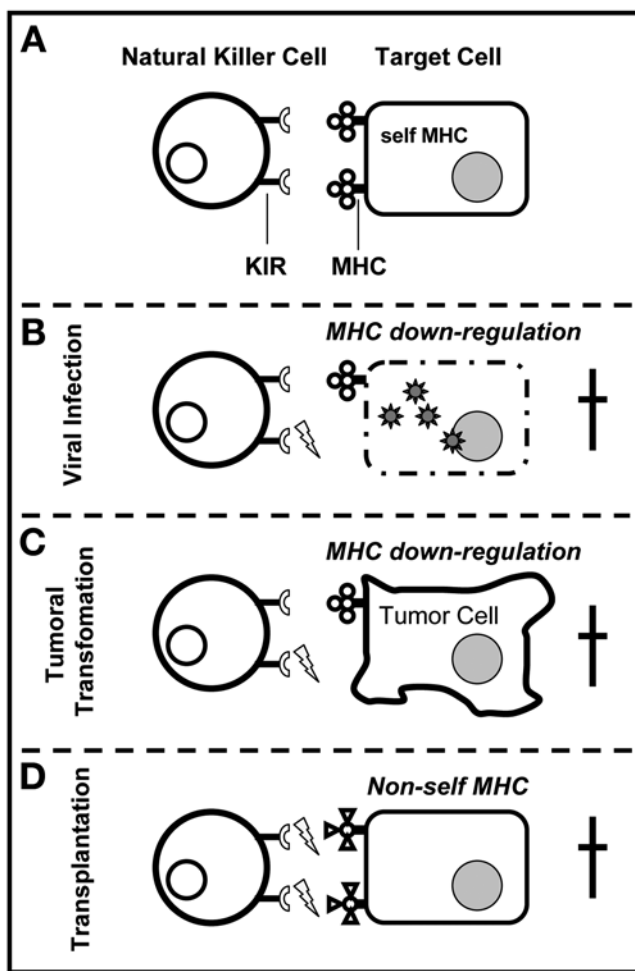 A
Natural Killer Cell
Target Cell
self MHC
KIR
MHC
B
Viral Infection
MHC down-regulation
C
Tumoral
Transfomation
MHC down-regulation
Tumor Cell
D
Transplantation
Non-self MHC